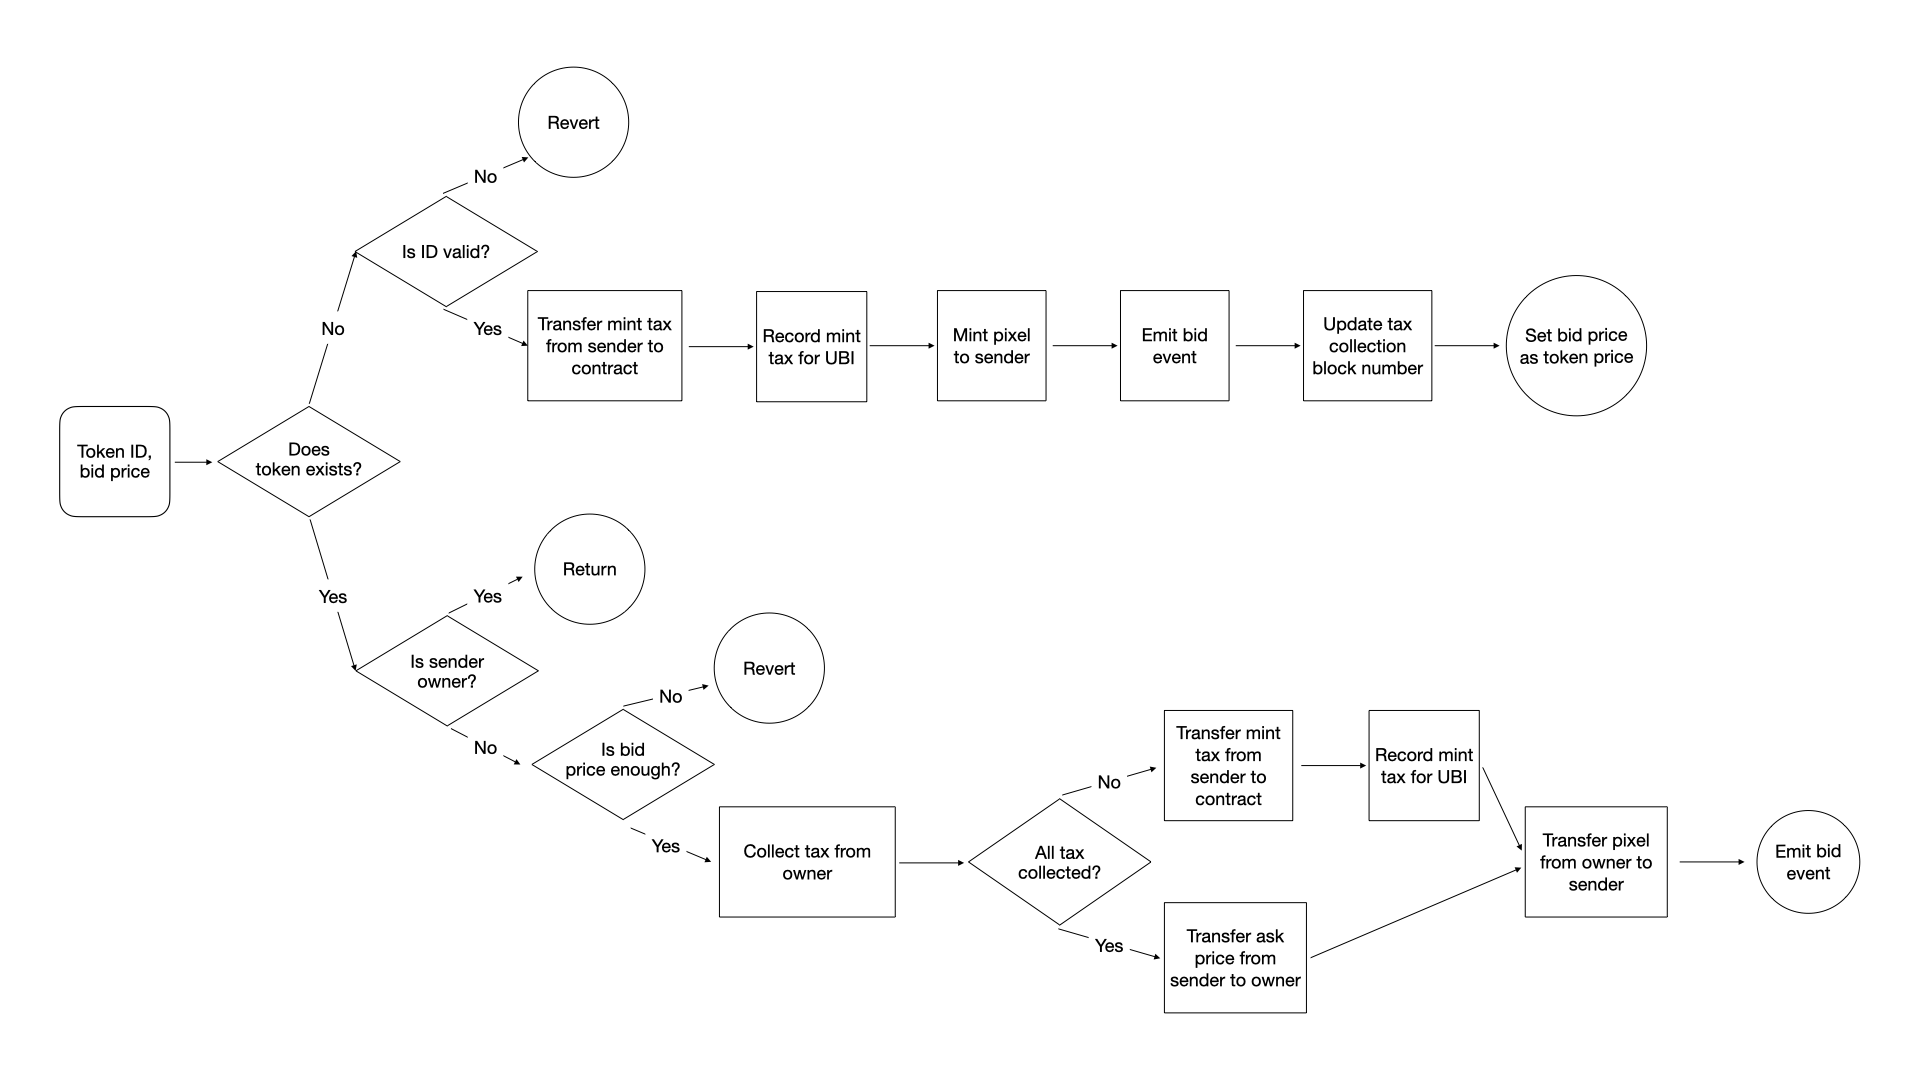 Revert
No
Is ID valid?
No
Yes
Transfer mint tax
from sender to
contract
Record mint
tax for UBI
Mint pixel
to sender
Emit bid
event
Update tax
collection
block number
Set bid price
as token price
Token ID,
bid price
Does
token exists?
Yes
Is sender
owner?
Yes
Return
No
Is bid
price enough?
No
Revert
Yes
Collect tax from
owner
All tax
collected?
No
Transfer mint
tax from
sender to
contract
Record mint
tax for UBI
Yes
Transfer ask
price from
sender to owner
Transfer pixel
from owner to
sender
Emit bid
event